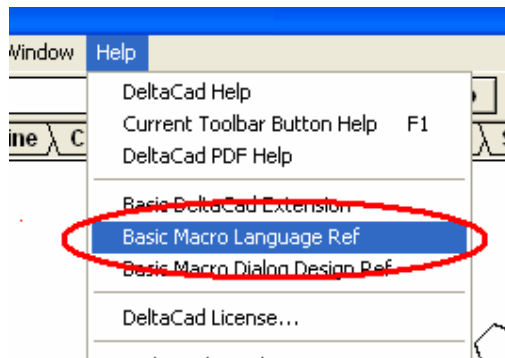 Window Help
DeltaCad Help
Current Toolbar Button Help F1
ine C
DeltaCad PDF Help
Basic DeltaCad Extension
Basic Macro Language Ref
Basic Macro Dialog Design Ref
DeltaCad License...